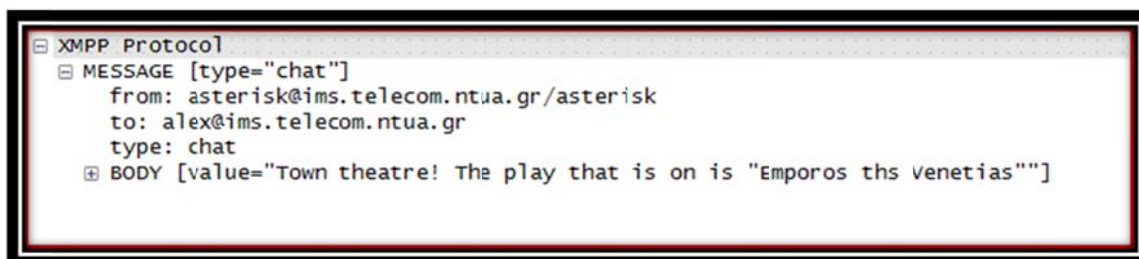 XMPP Protocol
MESSAGE [type="chat"]
from: asterisk@ims.telecom.ntua.gr/asterisk
to: alex@ims.telecom.ntua.gr
type: chat
BODY [value="Town theatre! The play that is on is "Emporos ths Venetias""]